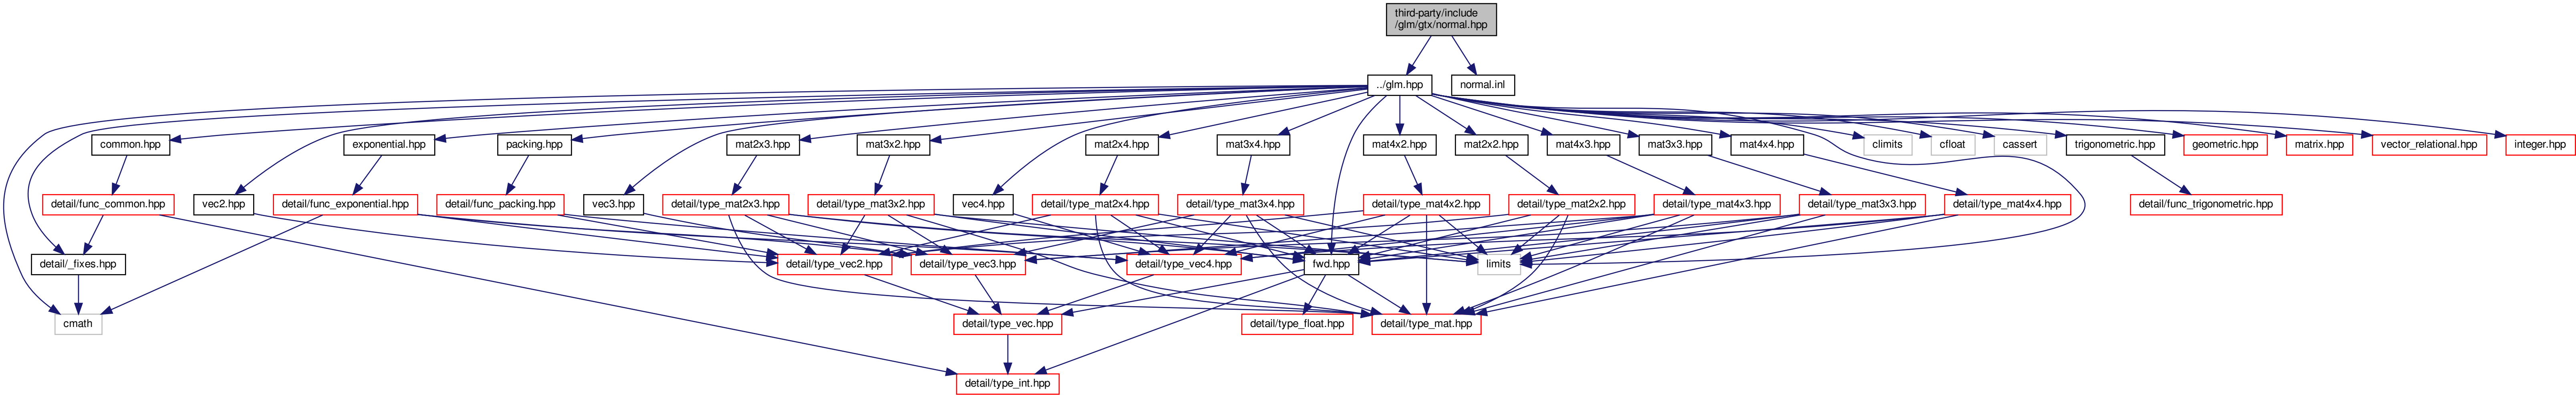 third-party/include
/glm/gtx/normal.hpp
../glm.hpp
normal.inl
common.hpp
exponential.hpp
packing.hpp
mat2x3.hpp
mat3x2.hpp
mat2x4.hpp
mat3x4.hpp
mat4x2.hpp
mat2x2.hpp
mat4x3.hpp
mat3x3.hpp
mat4x4.hpp
climits
cfloat
cassert
trigonometric.hpp
geometric.hpp
matrix.hpp
vector_relational.hpp
integer.hpp
detail/func_common.hpp
vec2.hpp
detail/func_exponential.hpp
detail/func_packing.hpp
vec3.hpp
detail/type_mat2x3.hpp
detail/type_mat3x2.hpp
vec4.hpp
detail/type_mat2x4.hpp
detail/type_mat3x4.hpp
detail/type_mat4x2.hpp
detail/type_mat2x2.hpp
detail/type_mat4x3.hpp
detail/type_mat3x3.hpp
detail/type_mat4x4.hpp
detail/func_trigonometric.hpp
detail/_fixes.hpp
detail/type_vec2.hpp
detail/type_vec3.hpp
detail/type_vec4.hpp
fwd.hpp
limits
cmath
detail/type_vec.hpp
detail/type_float.hpp
detail/type_mat.hpp
detail/type_int.hpp